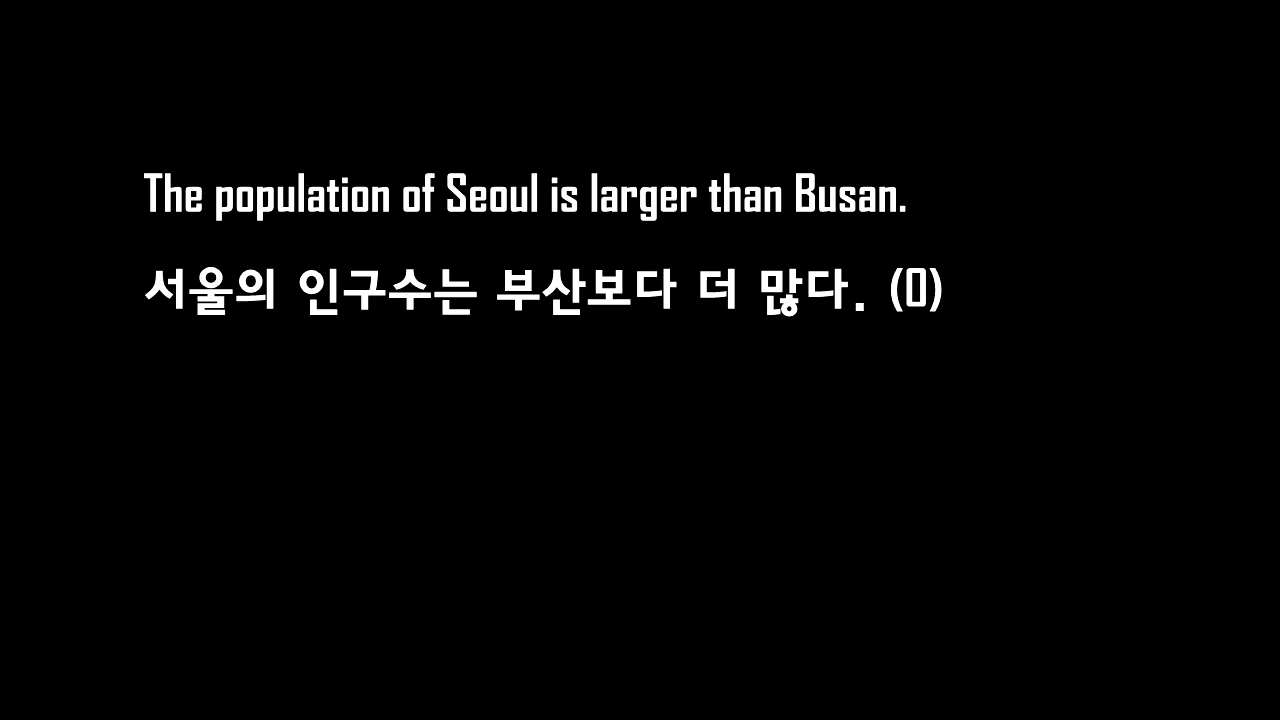 The population of Seoul is larger than Busan.
서울의 인구수는 부산보다 더 많다. (O)